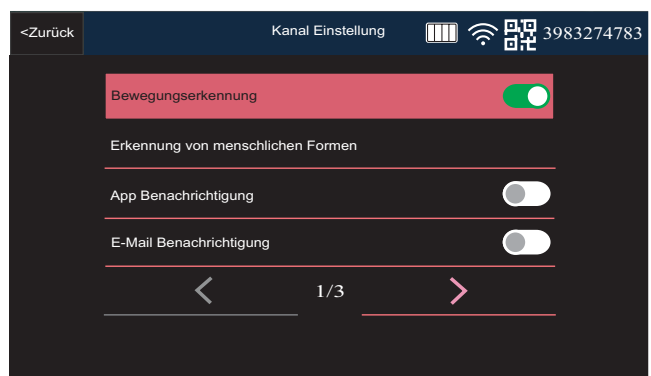 <Zurück Kanal Einstellung 3983274783
Bewegungserkennung
Erkennung von menschlichen Formen
App Benachrichtigung
E-Mail Benachrichtigung
1/3